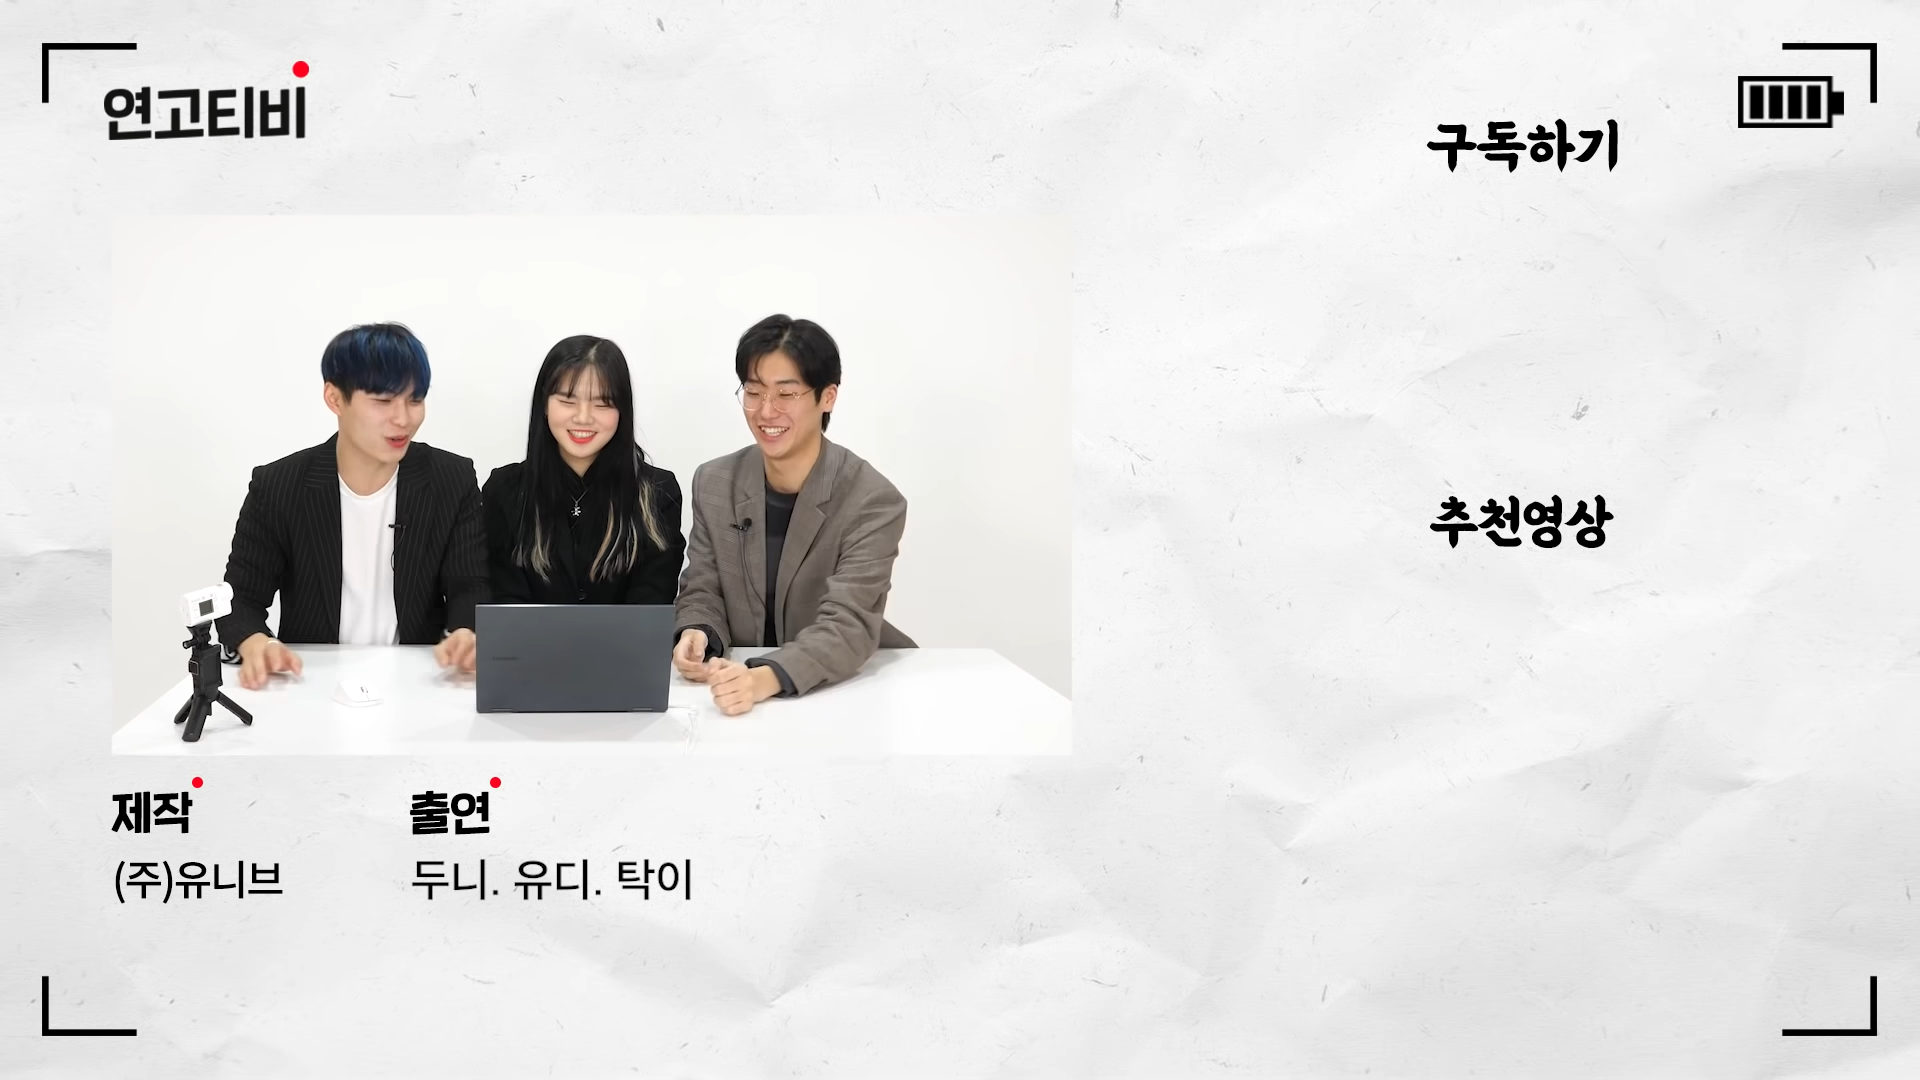 연고티비
구독하기
추천영상
제작
(주)유니브
출연
두니. 유디. 탁이